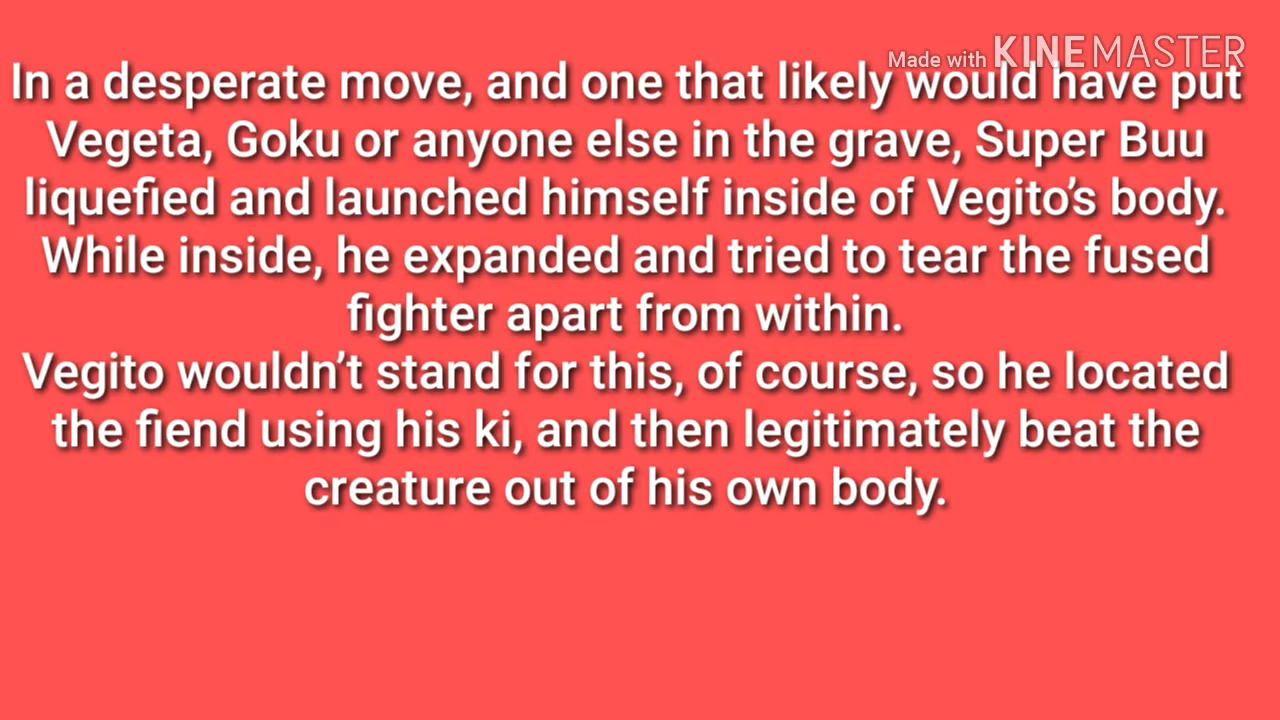 Made with KINEMASTER
In a desperate move, and one that likely would have put
Vegeta, Goku or anyone else in the grave, Super Buu
liquefied and launched himself inside of Vegito’s body.
While inside, he expanded and tried to tear the fused
fighter apart from within.
Vegito wouldn’t stand for this, of course, so he located
the fiend using his ki, and then legitimately beat the
creature out of his own body.